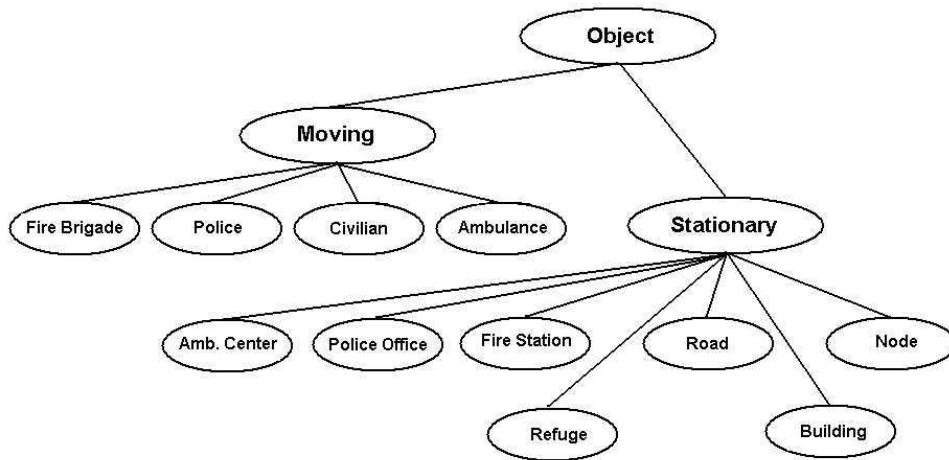 Object
Moving
Fire Brigade
Police
Civilian
Ambulance
Stationary
Amb. Center
Police Office
Fire Station
Road
Node
Refuge
Building